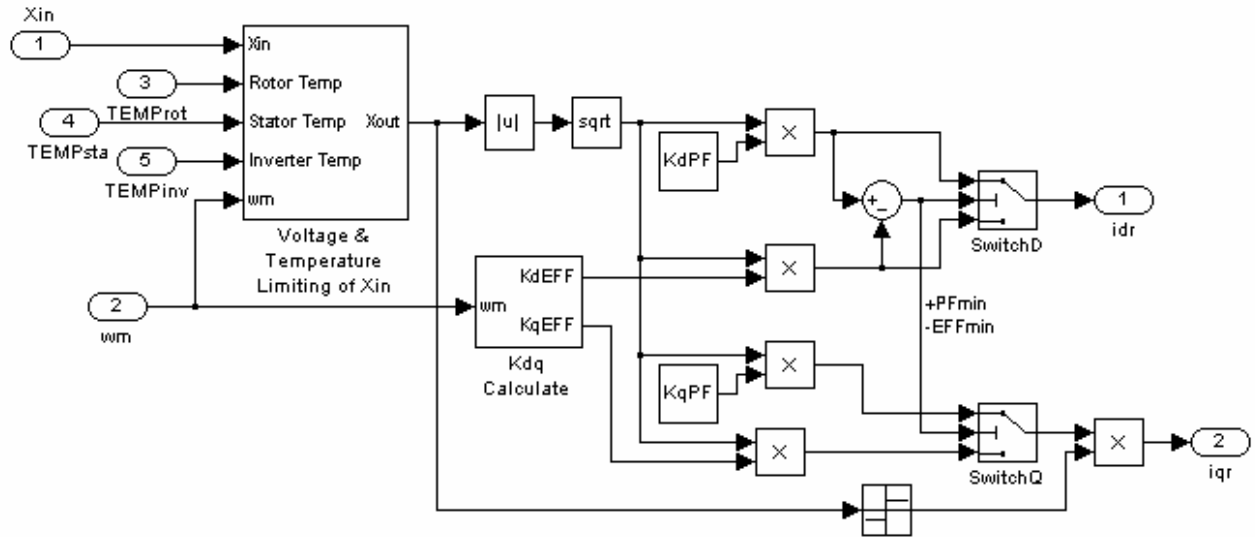 Xin
1
3
TEMProt
4
TEMPsta
5
TEMPinv
2
wm
Xin
Rotor Temp
Stator Temp
Inverter Temp
wm
Xout
Voltage &
Temperature
Limiting of Xin
|u|
sqrt
wm
KdEFF
KqEFF
Kdq
Calculate
KdPF
×
+
−
×
SwitchD
1
idr
+PFmin
-EFFmin
KqPF
×
×
SwitchQ
×
2
iqr